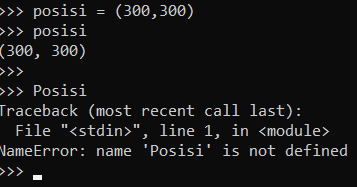 >>> posisi = (300,300)
>>> posisi
(300, 300)
>>>
>>> Posisi
Traceback (most recent call last):
  File "<stdin>", line 1, in <module>
NameError: name 'Posisi' is not defined
>>>